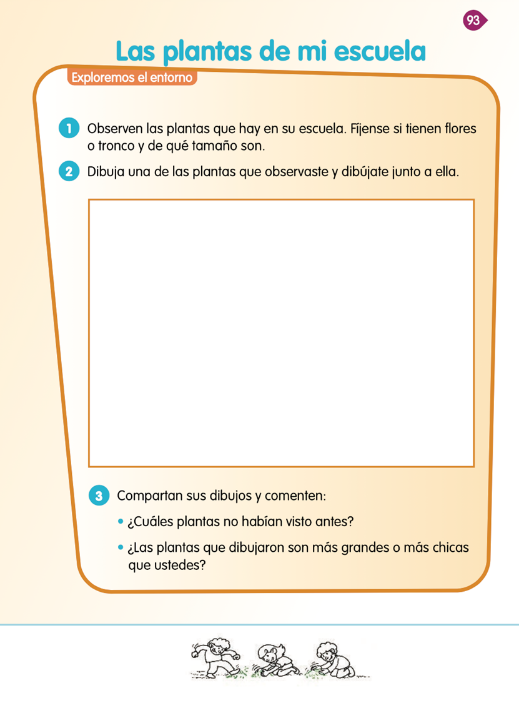 93
Las plantas de mi escuela
Exploremos el entorno
1 Observen las plantas que hay en su escuela. Fíjense si tienen flores
o tronco y de qué tamaño son.
2 Dibuja una de las plantas que observaste y dibújate junto a ella.
3 Compartan sus dibujos y comenten:
• ¿Cuáles plantas no habían visto antes?
• ¿Las plantas que dibujaron son más grandes o más chicas
que ustedes?